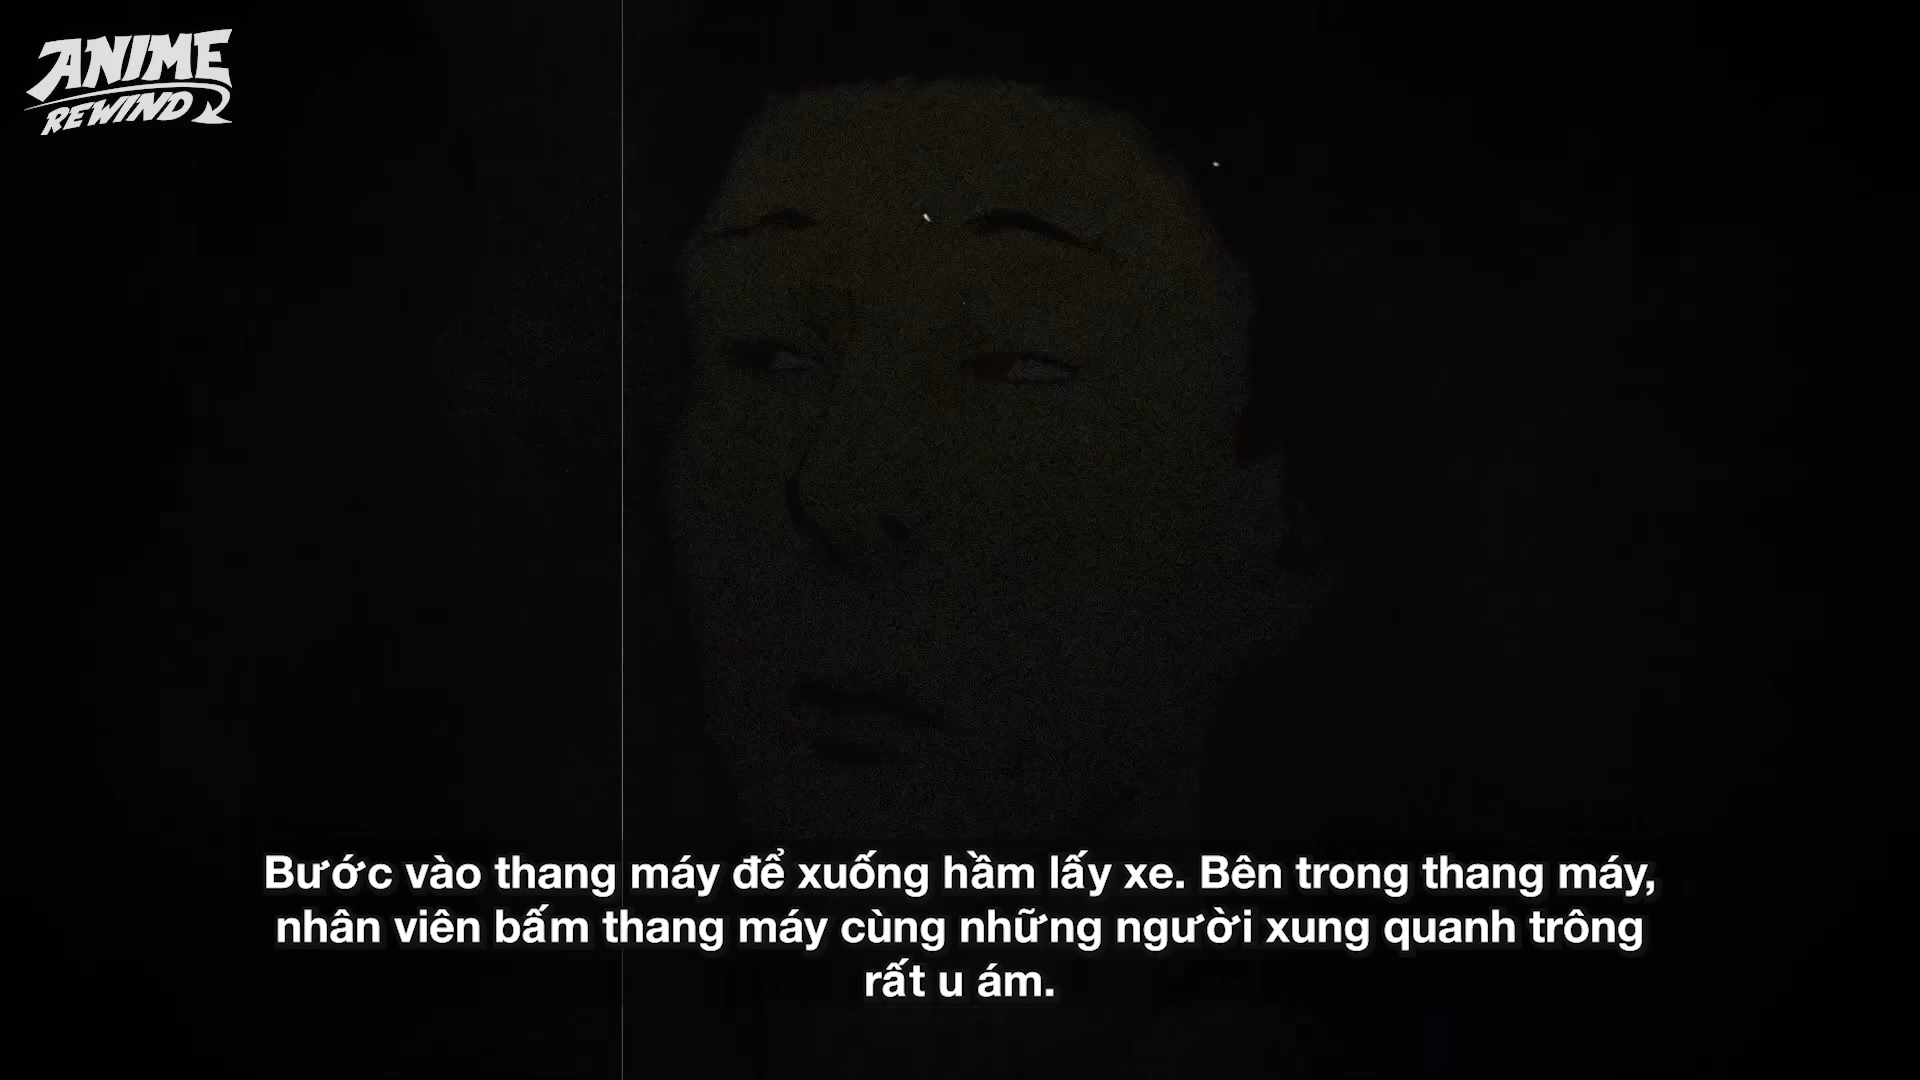 ANIME
REWIND
Bước vào thang máy để xuống hầm lấy xe. Bên trong thang máy,
nhân viên bấm thang máy cùng những người xung quanh trông
rất u ám.